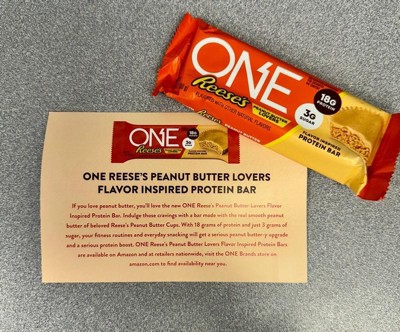 ONE
Reese's
PEANUT BUTTER
LOVERS
18G
PROTEIN
3G
SUGAR
FLAVOR INSPIRED
PROTEIN BAR
ONE
Reese's
18G
3G
ONE REESE'S PEANUT BUTTER LOVERS
FLAVOR INSPIRED PROTEIN BAR
If you love peanut butter, you'll love the new ONE Reese's Peanut Butter Lovers Flavor
Inspired Protein Bar. Indulge those cravings with a bar made with the real smooth peanut
butter of beloved Reese's Peanut Butter Cups. With 18 grams of protein and just 3 grams of
sugar, your fitness routines and everyday snacking will get a serious peanut butter-y upgrade
and a serious protein boost. ONE Reese's Peanut Butter Lovers Flavor Inspired Protein Bars
are available on Amazon and at retailers nationwide, visit the ONE Brands store on
amazon.com to find availability near you.